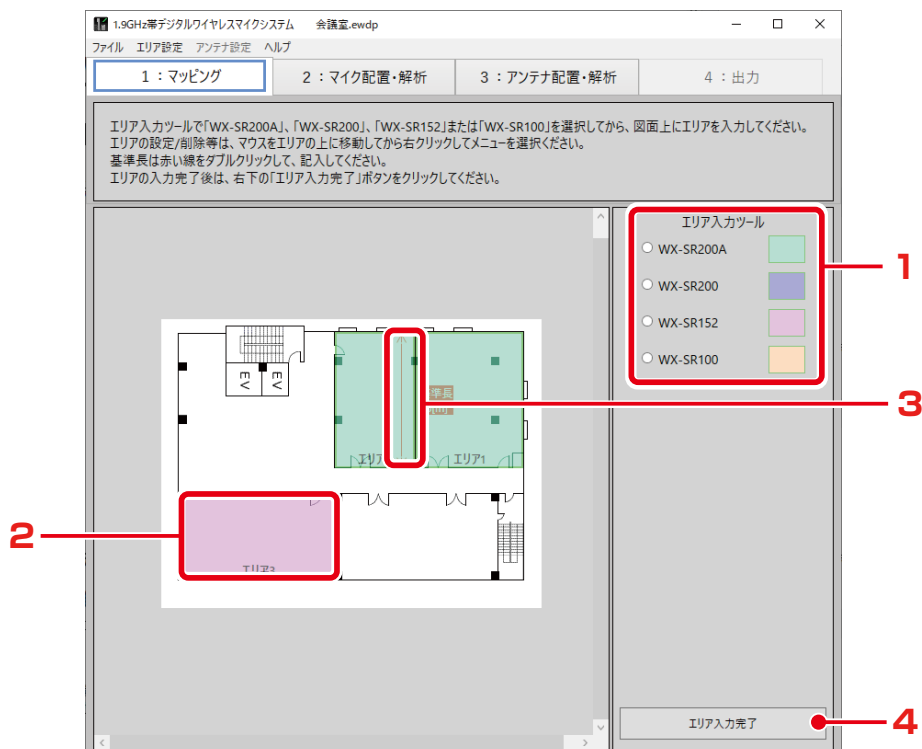 1.9GHz帯デジタルワイヤレスマイクシステム 会議室.ewdp
ファイル エリア設定 アンテナ設定 ヘルプ
1：マッピング 2：マイク配置・解析 3：アンテナ配置・解析 4：出力
エリア入力ツールで「WX-SR200A」、「WX-SR200」、「WX-SR152」または「WX-SR100」を選択してから、図面上にエリアを入力してください。
エリアの設定/削除等は、マウスをエリアの上に移動してから右クリックしてメニューを選択ください。
基準長は赤い線をダブルクリックして、記入してください。
エリアの入力完了後は、右下の「エリア入力完了」ボタンをクリックしてください。
エリア入力ツール
WX-SR200A
1
WX-SR200
WX-SR152
WX-SR100
EV
EV
準長
[m]
3
エリア
エリア1
2
エリア3
エリア入力完了
4